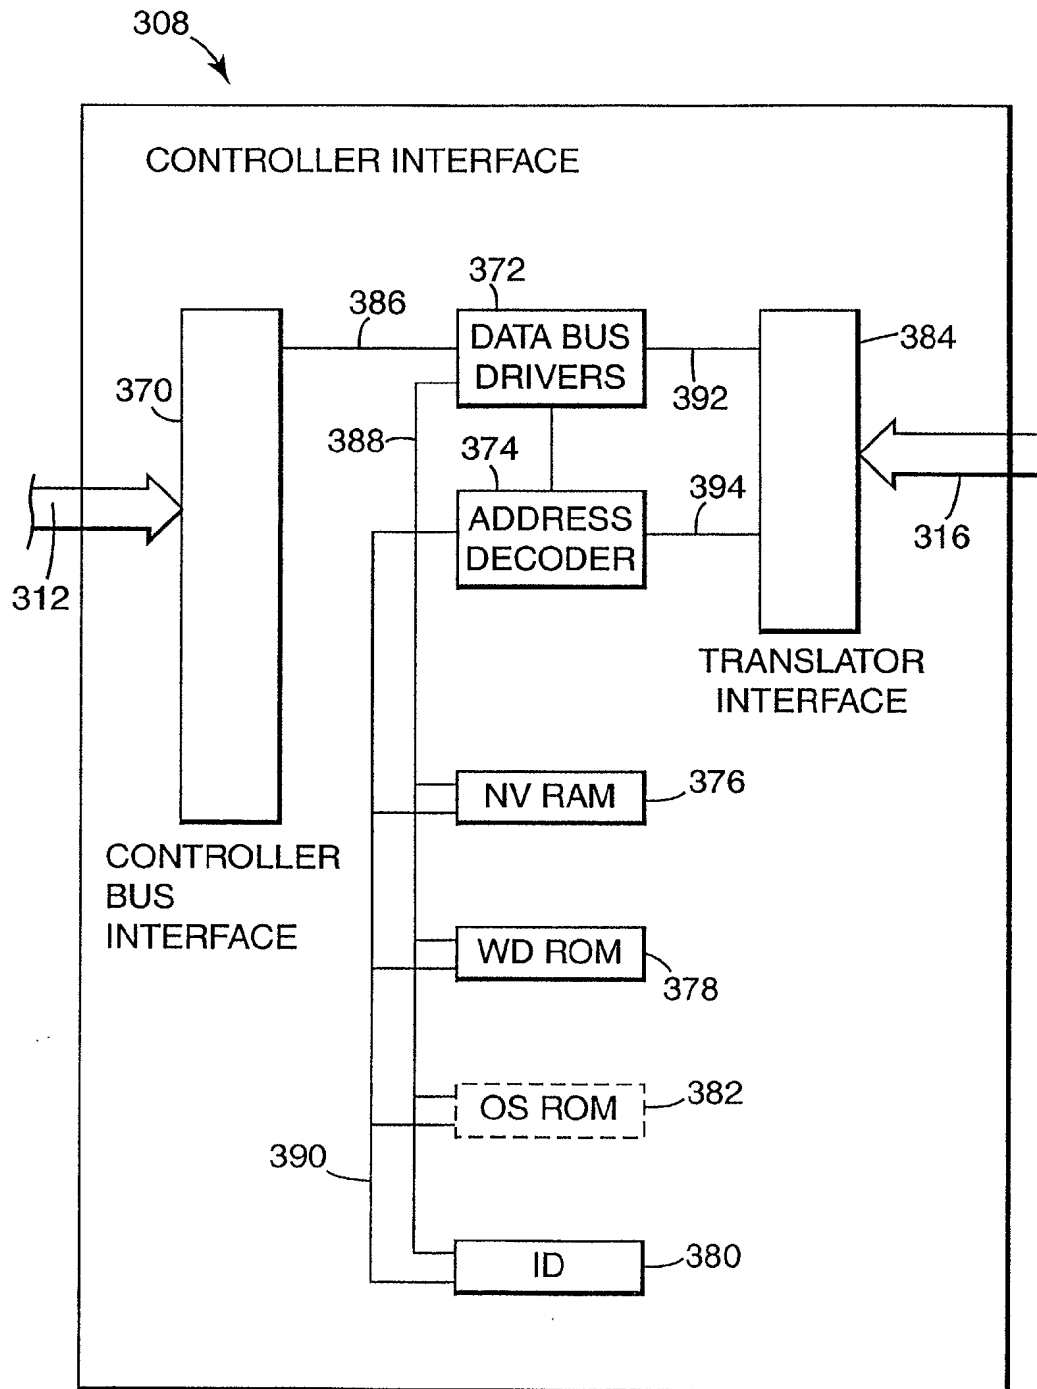 308
CONTROLLER INTERFACE
372
386
DATA BUS
DRIVERS
384
370
392
388
374
394
ADDRESS
DECODER
316
312
TRANSLATOR
INTERFACE
NV RAM
376
CONTROLLER
BUS
INTERFACE
WD ROM
378
OS ROM
382
390
ID
380